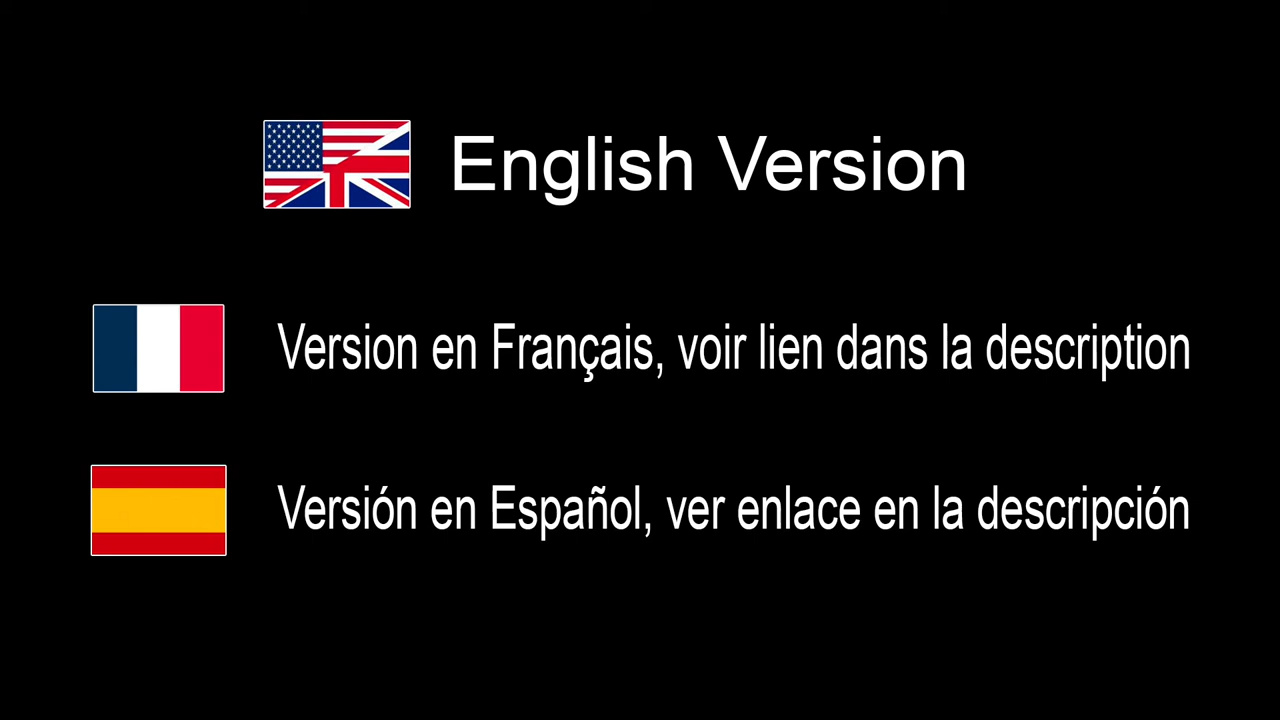 English Version
Version en Français, voir lien dans la description
Versión en Español, ver enlace en la descripción